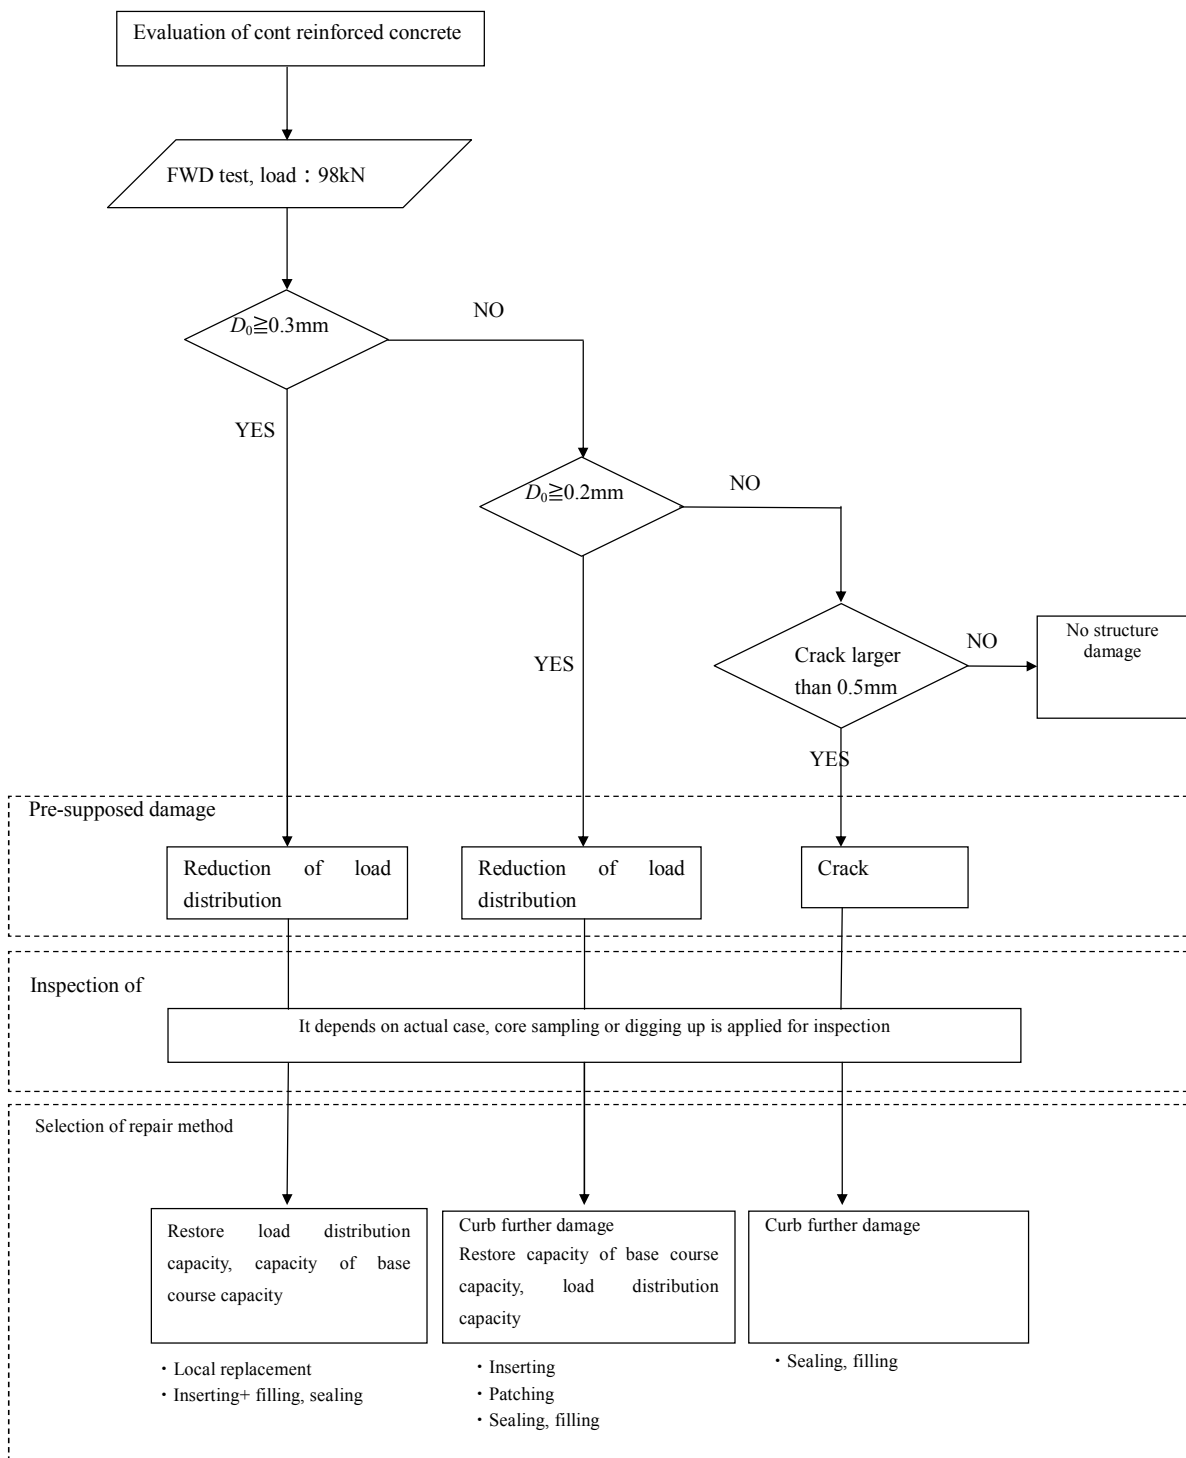 Evaluation of cont reinforced concrete
FWD test, load：98kN
D₀≧0.3mm
NO
YES
D₀≧0.2mm
NO
YES
Crack larger
than 0.5mm
NO
No structure
damage
YES
Pre-supposed damage
Reduction of load
distribution
Reduction of load
distribution
Crack
Inspection of
It depends on actual case, core sampling or digging up is applied for inspection
Selection of repair method
Restore load distribution
capacity, capacity of base
course capacity
Curb further damage
Restore capacity of base course
capacity, load distribution
capacity
Curb further damage
・Local replacement
・Inserting+ filling, sealing
・Inserting
・Patching
・Sealing, filling
・Sealing, filling